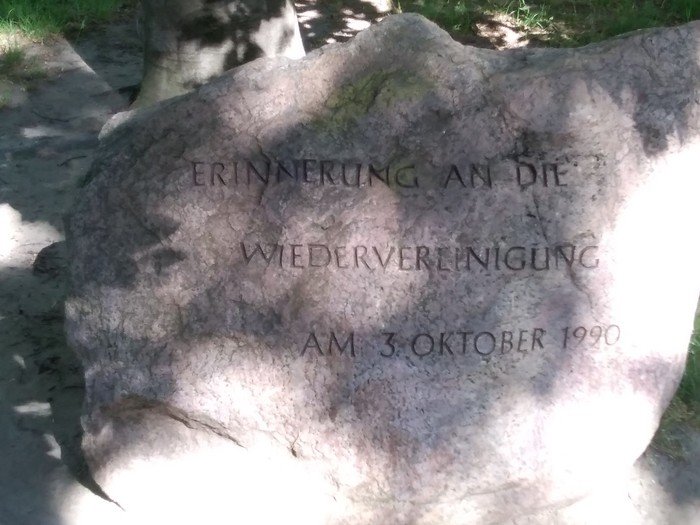 ERINNERUNG AN DIE
WIEDERVEREINIGUNG
AM 3 OKTOBER 1990